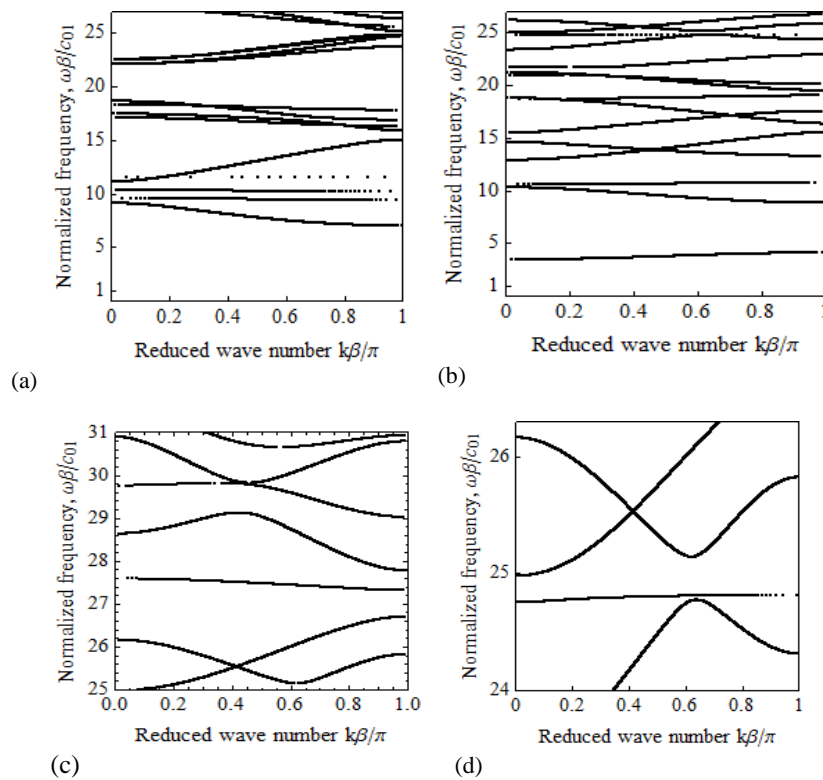 25
20
15
10
5
1
Normalized frequency, ωβ/c01
0 0.2 0.4 0.6 0.8 1
Reduced wave number kβ/π
(a)
25
20
15
10
5
1
Normalized frequency, ωβ/c01
0 0.2 0.4 0.6 0.8 1
Reduced wave number kβ/π
(b)
31
30
29
28
27
26
25
Normalized frequency, ωβ/c01
0.0 0.2 0.4 0.6 0.8 1.0
Reduced wave number kβ/π
(c)
26
25
24
Normalized frequency, ωβ/c01
0 0.2 0.4 0.6 0.8 1
Reduced wave number kβ/π
(d)